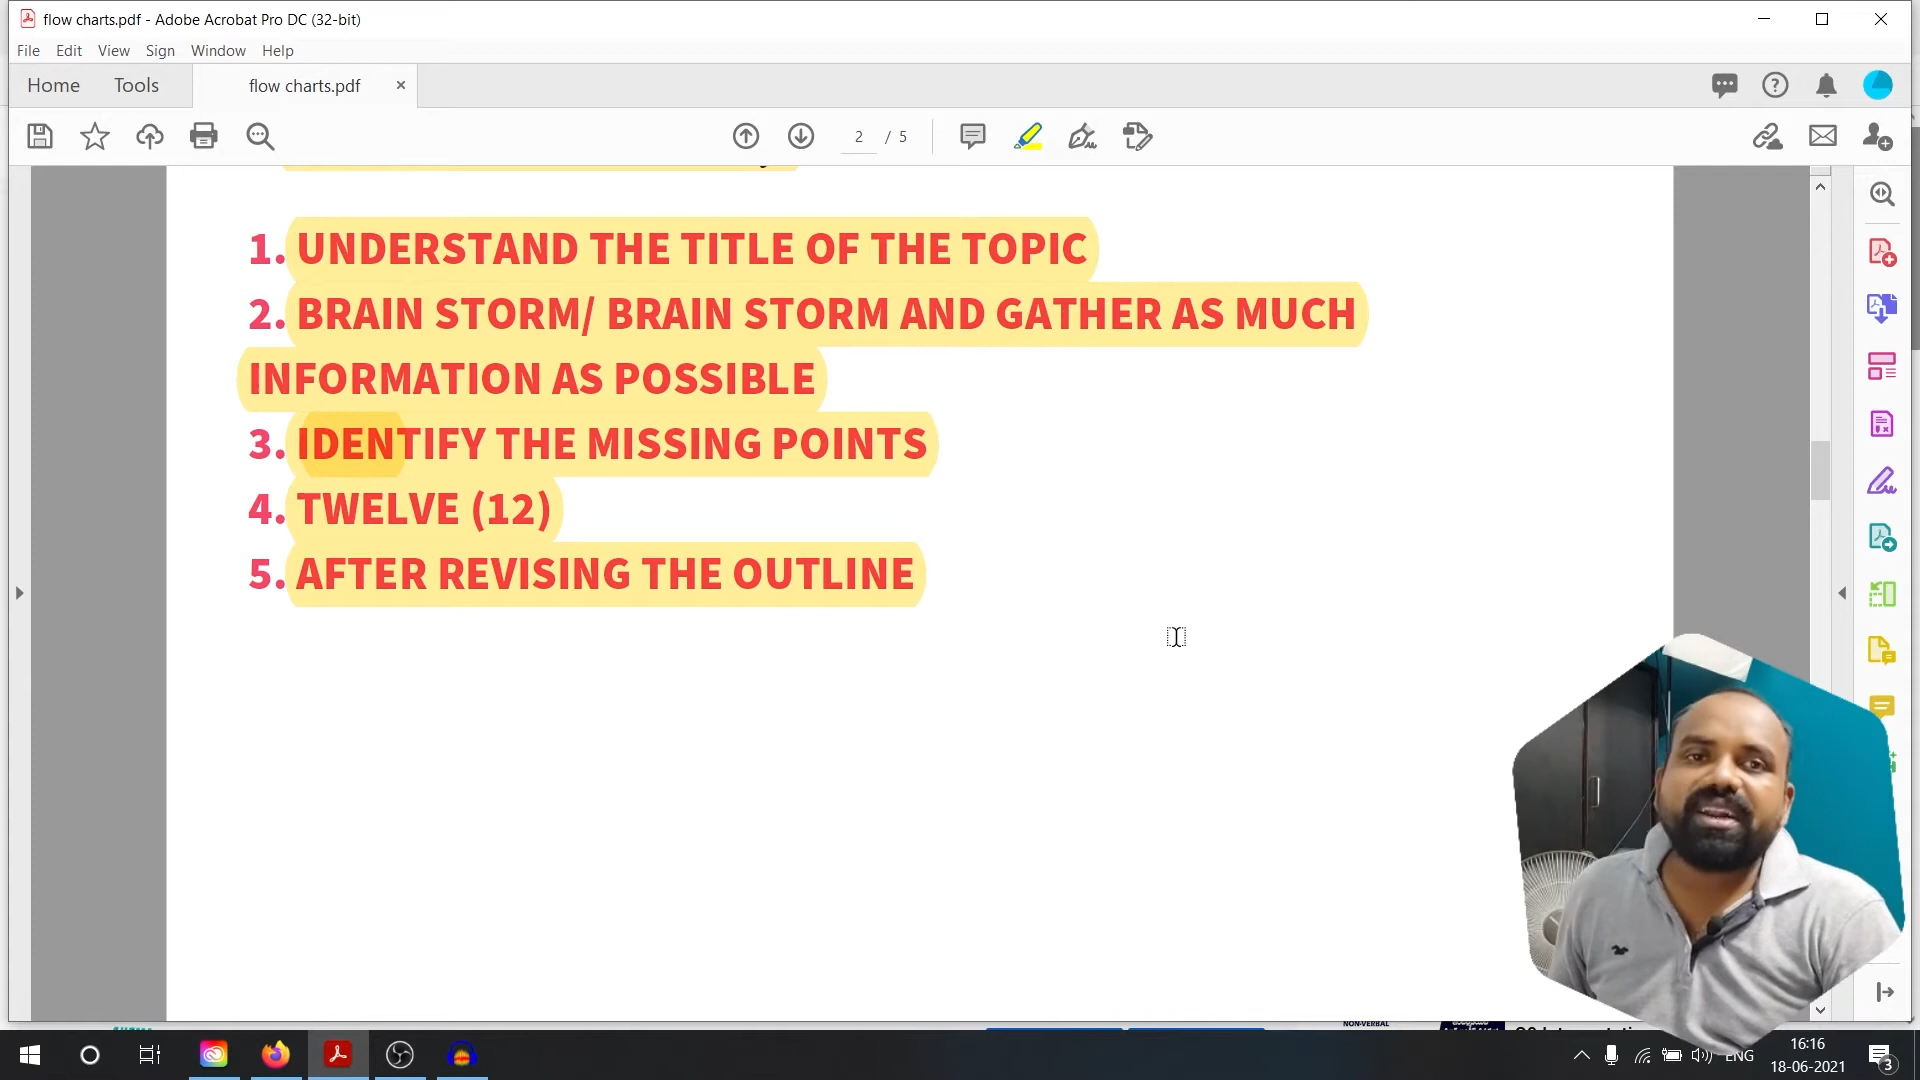 flow charts.pdf - Adobe Acrobat Pro DC (32-bit)
File Edit View Sign Window Help
Home Tools flow charts.pdf
2 / 5
1. UNDERSTAND THE TITLE OF THE TOPIC
2. BRAIN STORM/ BRAIN STORM AND GATHER AS MUCH
INFORMATION AS POSSIBLE
3. IDENTIFY THE MISSING POINTS
4. TWELVE (12)
5. AFTER REVISING THE OUTLINE
NON-VERBAL
ENG
16:16
18-06-2021
3